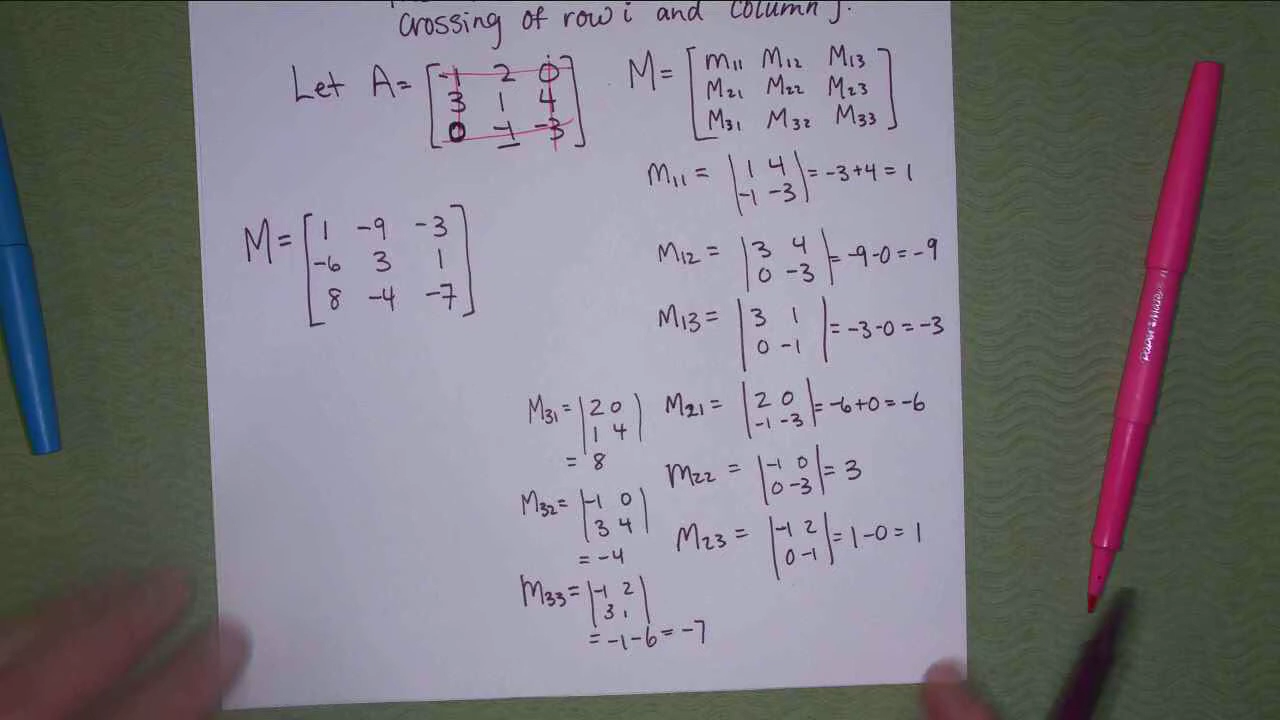 crossing of row i and column j.
Let A = [-1 2 0
3 1 4
0 -1 -3]
M = [M11 M12 M13
M21 M22 M23
M31 M32 M33]
M11 = |1 4
-1 -3| = -3+4 = 1
M = [1 -9 -3
-6 3 1
8 -4 -7]
M12 = |3 4
0 -3| = -9-0 = -9
M13 = |3 1
0 -1| = -3-0 = -3
M21 = |2 0
-1 -3| = -6+0 = -6
M22 = |-1 0
0 -3| = 3
M23 = |-1 2
0 -1| = 1-0 = 1
M31 = |2 0
1 4|
= 8
M32 = |-1 0
3 4|
= -4
M33 = |-1 2
3 1|
= -1-6 = -7